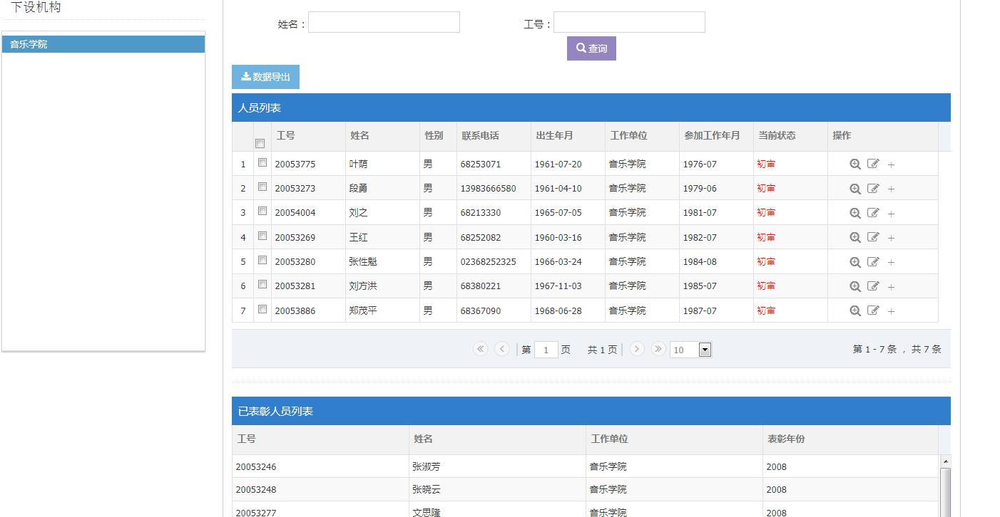 下设机构
音乐学院
姓名：
工号：
查询
数据导出
人员列表
工号 姓名 性别 联系电话 出生年月 工作单位 参加工作年月 当前状态 操作
1 20053775 叶荫 男 68253071 1961-07-20 音乐学院 1976-07 初审
2 20053273 段勇 男 13983666580 1961-04-10 音乐学院 1979-06 初审
3 20054004 刘之 男 68213330 1965-07-05 音乐学院 1981-07 初审
4 20053269 王红 男 68252082 1960-03-16 音乐学院 1982-07 初审
5 20053280 张性魁 男 02368252325 1966-03-24 音乐学院 1984-08 初审
6 20053281 刘方洪 男 68380221 1967-11-03 音乐学院 1985-07 初审
7 20053886 郑茂平 男 68367090 1968-06-28 音乐学院 1987-07 初审
第 1 页 共 1 页 10 第 1 - 7 条 ， 共 7 条
已表彰人员列表
工号 姓名 工作单位 表彰年份
20053246 张淑芳 音乐学院 2008
20053248 张晓云 音乐学院 2008
20053277 文思隆 音乐学院 2008